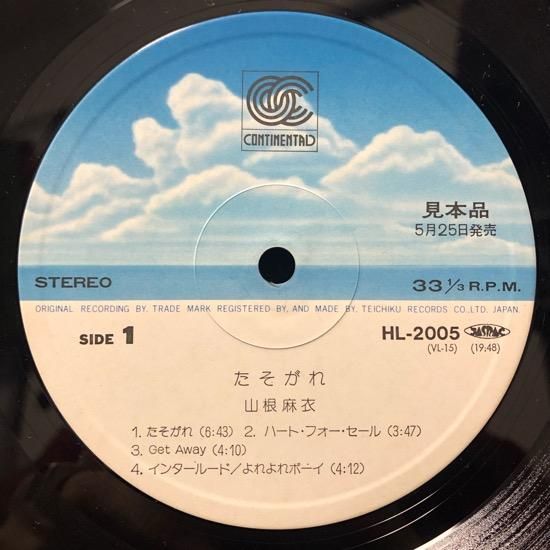 CONTINENTAL
見本品
5月25日発売
STEREO
33 1/3 R.P.M.
ORIGINAL RECORDING BY. TRADE MARK REGISTERED BY, AND MADE BY, TEICHIKU RECORDS CO.,LTD. JAPAN.
SIDE 1
HL-2005 JASRAC
(VL-15) (19:48)
たそがれ
山根麻衣
1. たそがれ (6:43) 2. ハート・フォー・セール (3:47)
3. Get Away (4:10)
4. インタールード／よれよれボーイ (4:12)